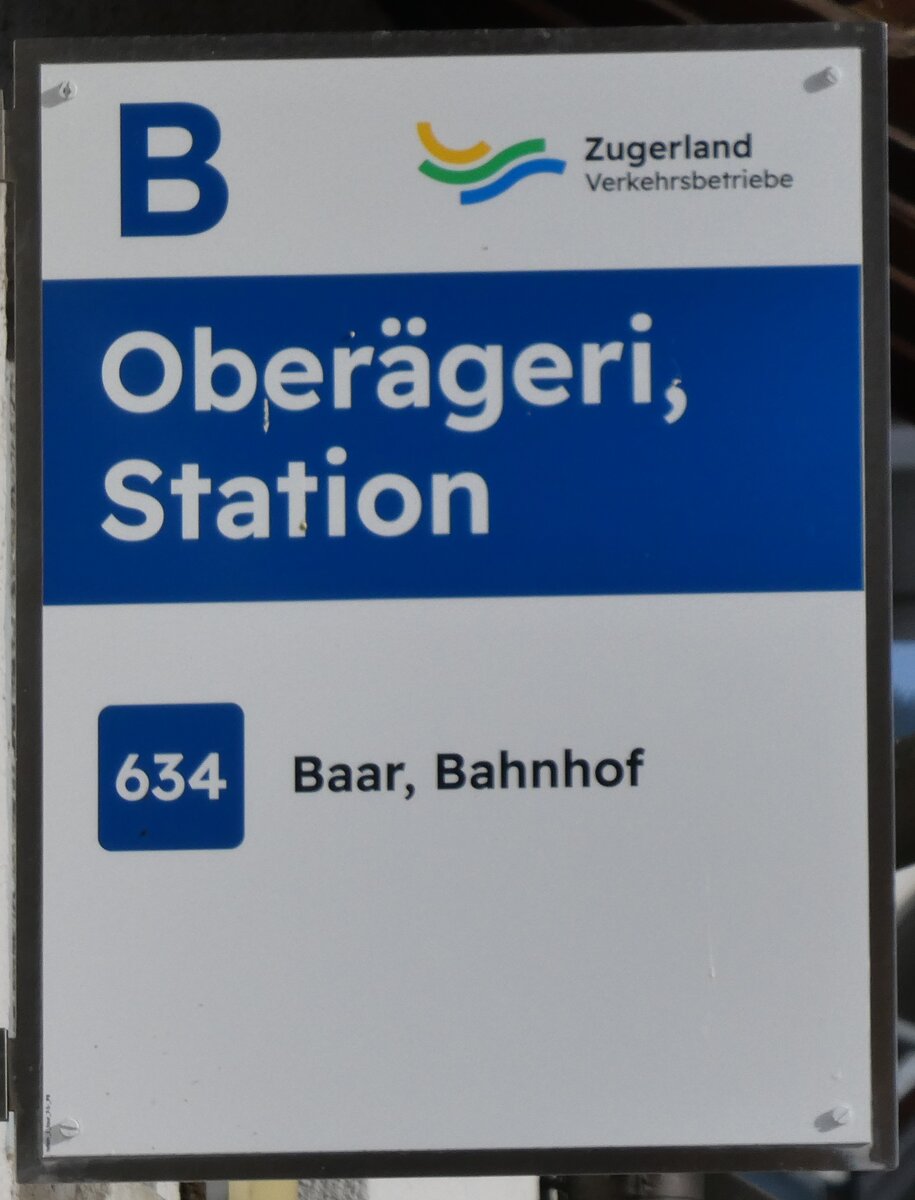 B
Zugerland
Verkehrsbetriebe
Oberägeri,
Station
634 Baar, Bahnhof